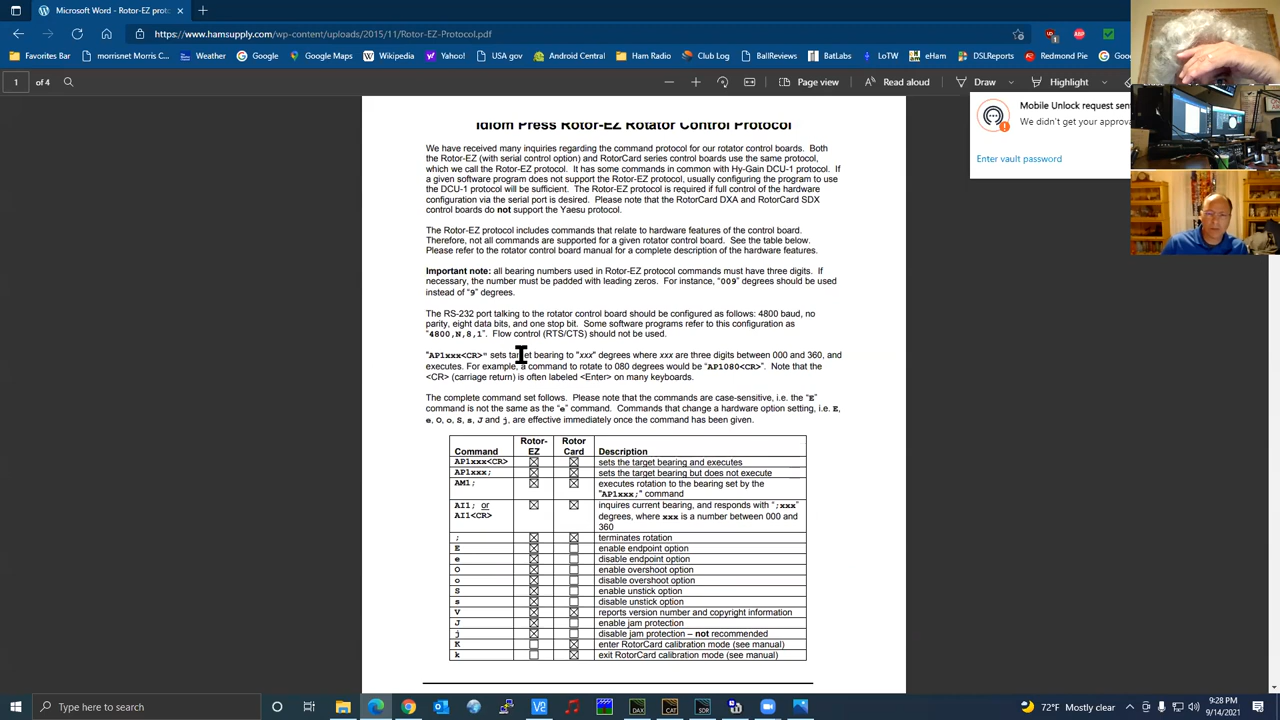 Microsoft Word - Rotor-EZ prot
https://www.hamsupply.com/wp-content/uploads/2015/11/Rotor-EZ-Protocol.pdf
Favorites Bar morrisnet Morris C... Weather Google Wikipedia Yahoo! USA gov Android Central Ham Radio Club Log BallReviews BatLabs LoTW eHam DSLReports Redmond Pie
1 of 4 Page view Read aloud Draw Highlight
Mobile Unlock request sent
We didn't get your approva
Enter vault password
Idiom Press Rotor-EZ Rotator Control Protocol
We have received many inquiries regarding the command protocol for our rotator control boards. Both
the Rotor-EZ (with serial control option) and RotorCard series control boards use the same protocol,
which we call the Rotor-EZ protocol. It has some commands in common with Hy-Gain DCU-1 protocol. If
a given software program does not support the Rotor-EZ protocol, usually configuring the program to use
the DCU-1 protocol will be sufficient. The Rotor-EZ protocol is required if full control of the hardware
configuration via the serial port is desired. Please note that the RotorCard DXA and RotorCard SDX
control boards do not support the Yaesu protocol.
The Rotor-EZ protocol includes commands that relate to hardware features of the control board.
Therefore, not all commands are supported for a given rotator control board. See the table below.
Please refer to the rotator control board manual for a complete description of the hardware features.
Important note: all bearing numbers used in Rotor-EZ protocol commands must have three digits. If
necessary, the number must be padded with leading zeros. For instance, "009" degrees should be used
instead of "9" degrees.
The RS-232 port talking to the rotator control board should be configured as follows: 4800 baud, no
parity, eight data bits, and one stop bit. Some software programs refer to this configuration as
"4800,N,8,1". Flow control (RTS/CTS) should not be used.
"AP1xxx<CR>" sets target bearing to "xxx" degrees where xxx are three digits between 000 and 360, and
executes. For example, a command to rotate to 080 degrees would be "AP1080<CR>". Note that the
<CR> (carriage return) is often labeled <Enter> on many keyboards.
The complete command set follows. Please note that the commands are case-sensitive, i.e. the "E"
command is not the same as the "e" command. Commands that change a hardware option setting, i.e. E,
e, O, o, S, s, J and j, are effective immediately once the command has been given.
Command Rotor-EZ Rotor Card Description
AP1xxx<CR> sets the target bearing and executes
AP1xxx; sets the target bearing but does not execute
AM1; executes rotation to the bearing set by the
"AP1xxx;" command
AI1; or inquires current bearing, and responds with ";xxx"
AI1<CR> degrees, where xxx is a number between 000 and
360
; terminates rotation
E enable endpoint option
e disable endpoint option
O enable overshoot option
o disable overshoot option
S enable unstick option
s disable unstick option
V reports version number and copyright information
J enable jam protection
j disable jam protection – not recommended
K enter RotorCard calibration mode (see manual)
k exit RotorCard calibration mode (see manual)
Type here to search
DAX CAT SDR
72°F Mostly clear
9:28 PM
9/14/2021